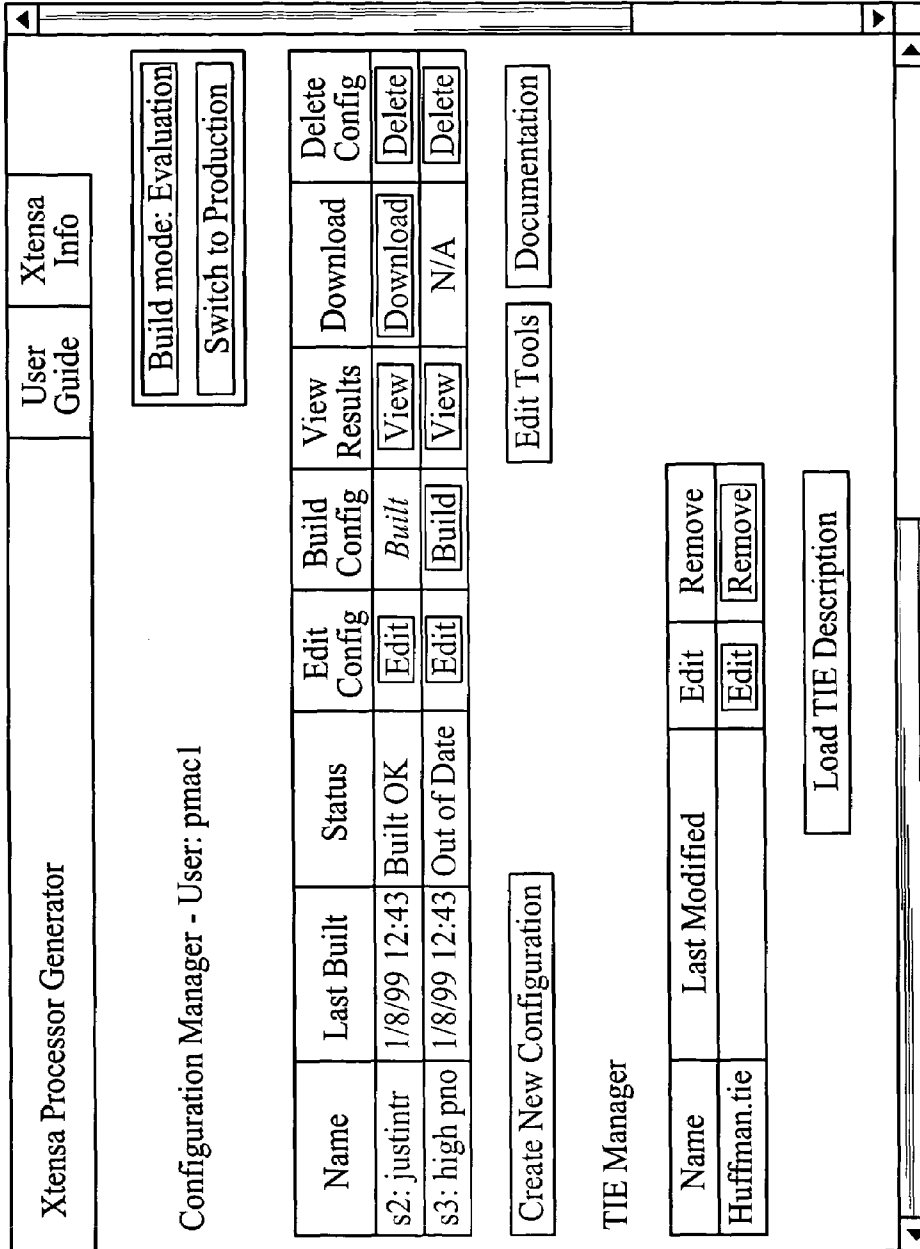 Xtensa Processor Generator User Guide Xtensa Info
Build mode: Evaluation
Switch to Production
Configuration Manager - User: pmac1
Name Last Built Status Edit Config Build Config View Results Download Delete Config
s2: justintr 1/8/99 12:43 Built OK Edit Built View Download Delete
s3: high pno 1/8/99 12:43 Out of Date Edit Build View N/A Delete
Create New Configuration Edit Tools Documentation
TIE Manager
Name Last Modified Edit Remove
Huffman.tie Edit Remove
Load TIE Description